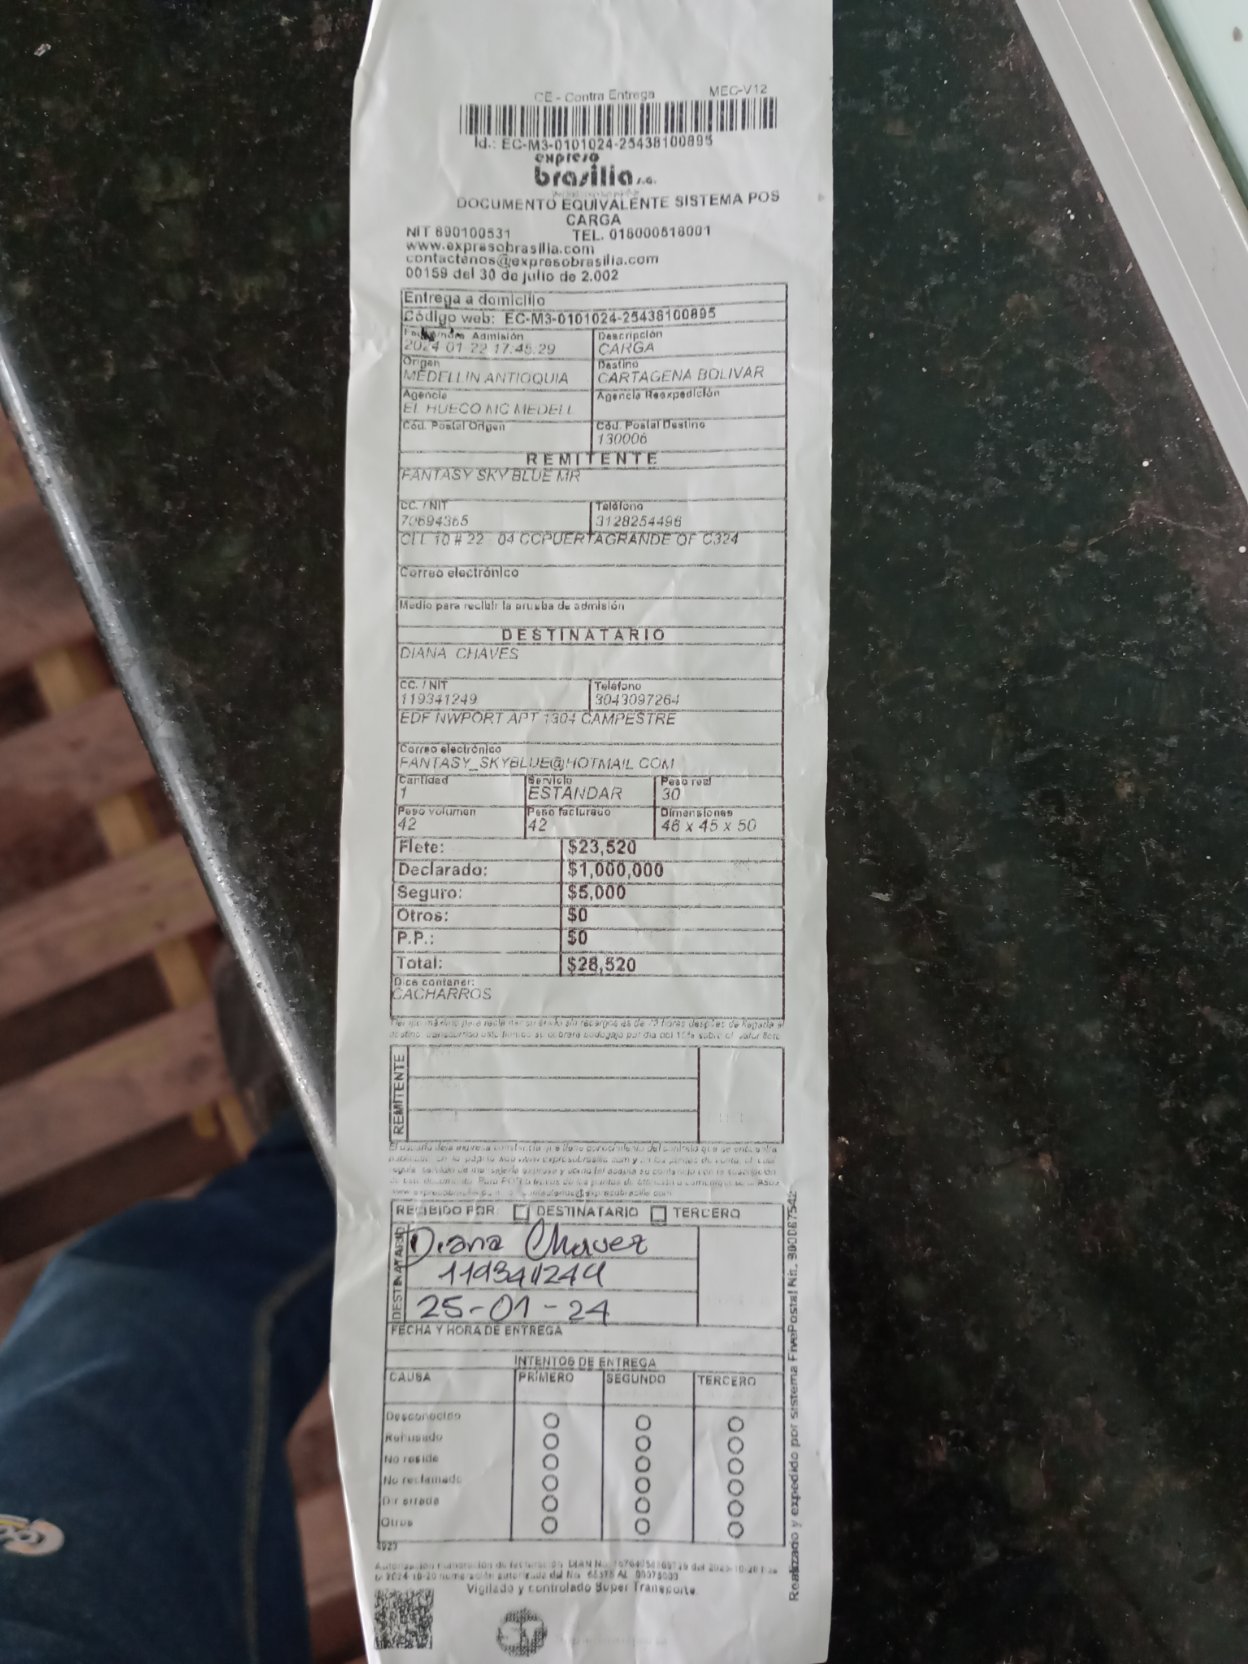 CE - Contra Entrega MEC-V12
Id.: EC-M3-0101024-25438100895
expreso
brasilia s.a.
DOCUMENTO EQUIVALENTE SISTEMA POS
CARGA
NIT 890100531 TEL. 018000518001
www.expresobrasilia.com
contactenos@expresobrasilia.com
00159 del 30 de julio de 2.002
Entrega a domicilio
Código web: EC-M3-0101024-25438100895
Admisión Descripción
2024 01 22 17:45:29 CARGA
Origen Destino
MEDELLIN ANTIOQUIA CARTAGENA BOLIVAR
Agencia Agencia Reexpedición
EL HUECO MC MEDELL
Cód. Postal Origen Cód. Postal Destino
130006
REMITENTE
FANTASY SKY BLUE MR
CC. / NIT Teléfono
70694365 3128254496
CLL 10 # 22 - 04 CCPUERTAGRANDE OF C324
Correo electrónico
Medio para recibir la prueba de admisión
DESTINATARIO
DIANA CHAVES
CC. / NIT Teléfono
119341249 3043097264
EDF NWPORT APT 1304 CAMPESTRE
Correo electrónico
FANTASY_SKYBLUE@HOTMAIL.COM
Cantidad Servicio Peso real
1 ESTANDAR 30
Peso volumen Peso facturado Dimensiones
42 42 46 x 45 x 50
Flete: $23,520
Declarado: $1,000,000
Seguro: $5,000
Otros: $0
P.P.: $0
Total: $28,520
Dice contener:
CACHARROS
REMITENTE
RECIBIDO POR: DESTINATARIO TERCERO
DESTINATARIO
Diana Chavez
119341244
25-01-24
FECHA Y HORA DE ENTREGA
INTENTOS DE ENTREGA
CAUSA PRIMERO SEGUNDO TERCERO
Desconocido
Rehusado
No reside
No reclamado
Dir errada
Otros
Vigilado y controlado Super Transporte
Realizado y expedido por sistema FivePostal Nit. 900087542